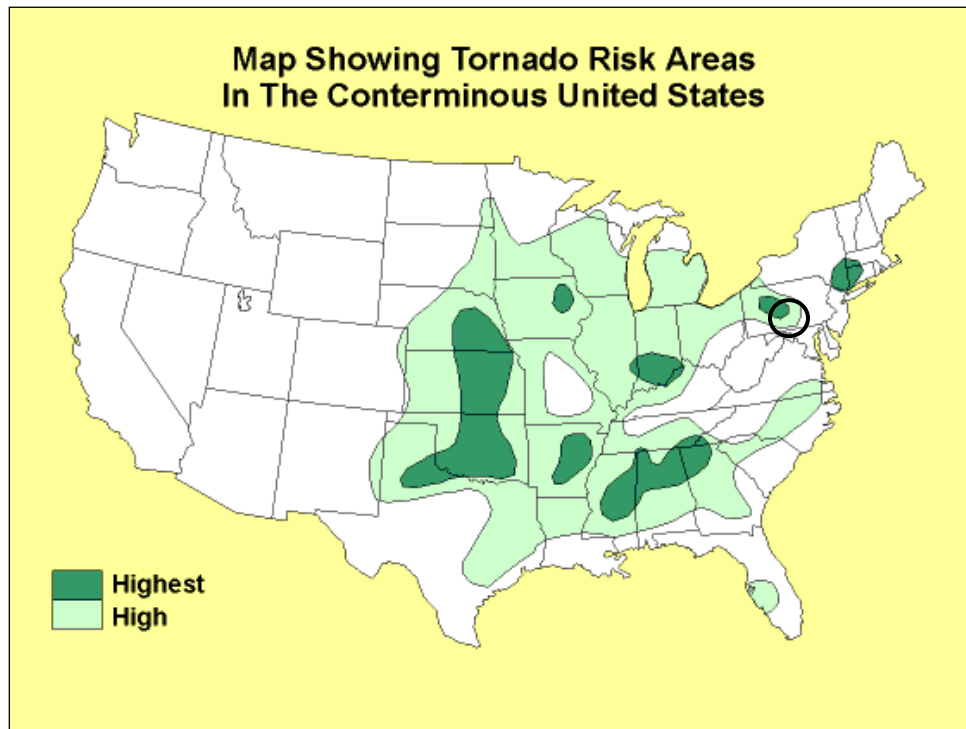 Map Showing Tornado Risk Areas
In The Conterminous United States
Highest
High